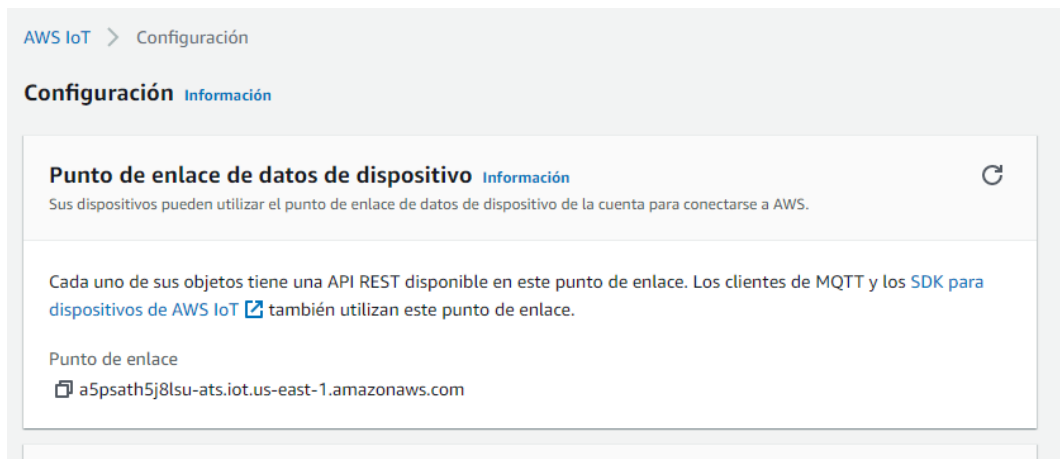 AWS IoT > Configuración
Configuración Información
Punto de enlace de datos de dispositivo Información
Sus dispositivos pueden utilizar el punto de enlace de datos de dispositivo de la cuenta para conectarse a AWS.
Cada uno de sus objetos tiene una API REST disponible en este punto de enlace. Los clientes de MQTT y los SDK para
dispositivos de AWS IoT también utilizan este punto de enlace.
Punto de enlace
a5psath5j8lsu-ats.iot.us-east-1.amazonaws.com